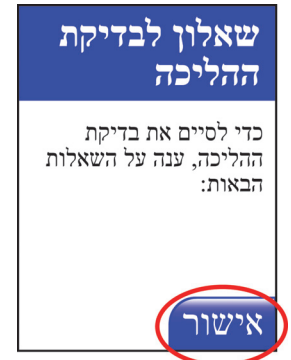 שאלון לבדיקת
ההליכה
כדי לסיים את בדיקת
ההליכה, ענה על השאלות
הבאות:
אישור